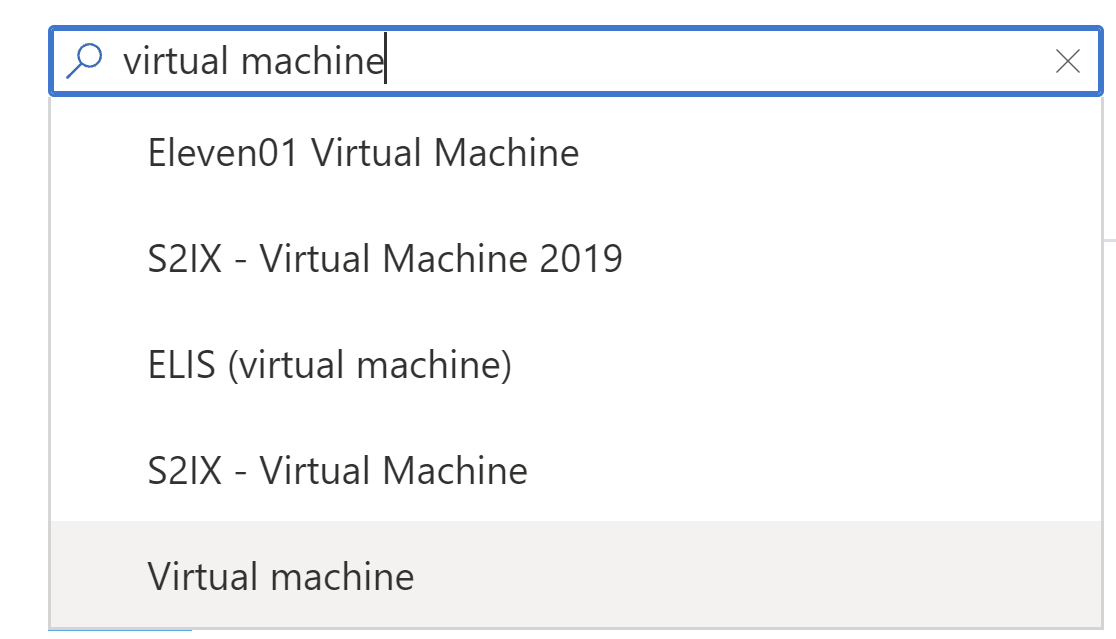 virtual machine
Eleven01 Virtual Machine
S2IX - Virtual Machine 2019
ELIS (virtual machine)
S2IX - Virtual Machine
Virtual machine